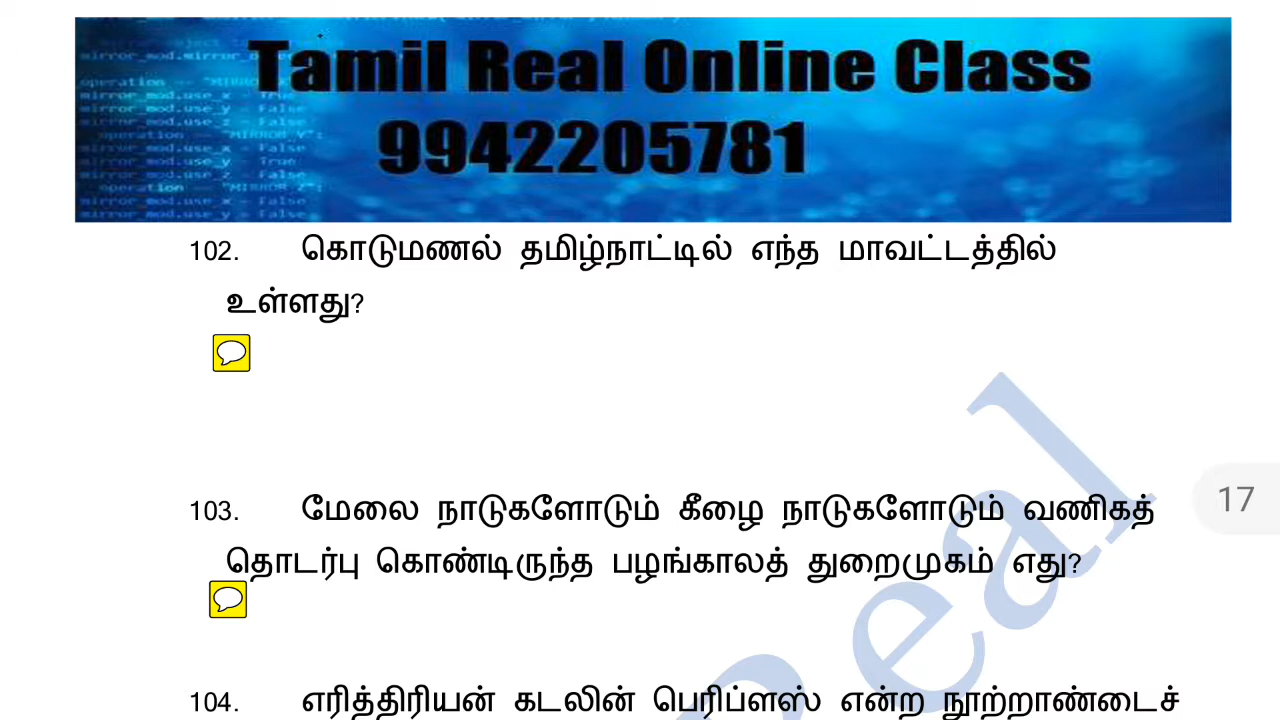 Tamil Real Online Class
9942205781
102. கொடுமணல் தமிழ்நாட்டில் எந்த மாவட்டத்தில்
உள்ளது?
103. மேலை நாடுகளோடும் கீழை நாடுகளோடும் வணிகத்
தொடர்பு கொண்டிருந்த பழங்காலத் துறைமுகம் எது?
17
104. எரித்திரியன் கடலின் பெரிப்ளஸ் என்ற நூற்றாண்டைச்
Real